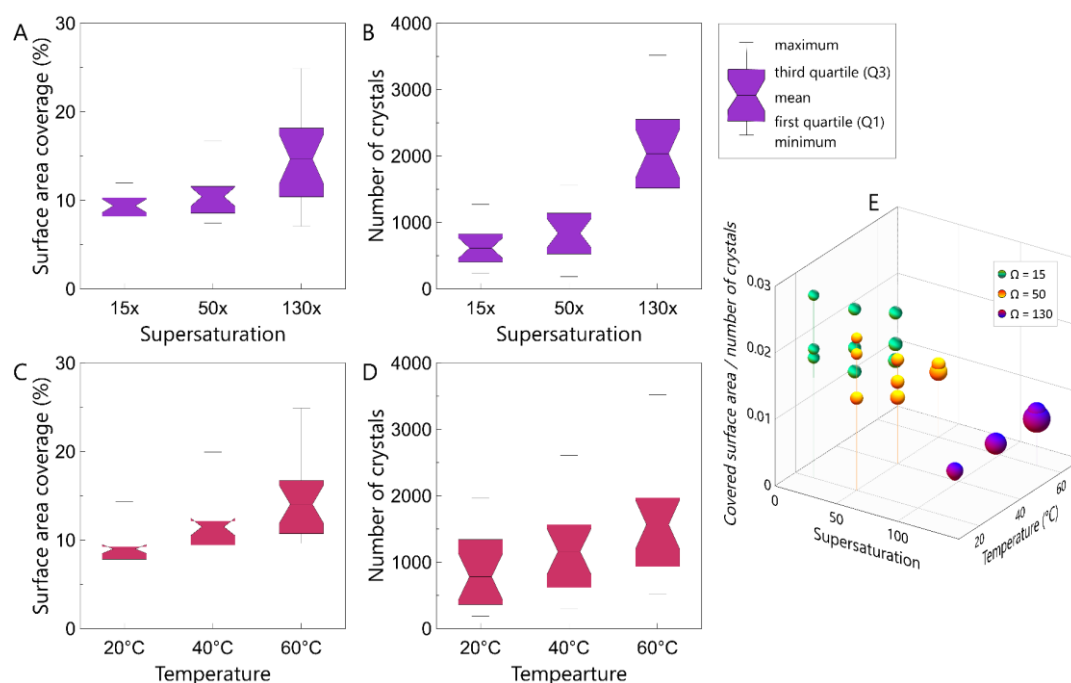 A
30
20
10
0
Surface area coverage (%)
15x
50x
130x
Supersaturation
B
4000
3000
2000
1000
0
Number of crystals
15x
50x
130x
Supersaturation
maximum
third quartile (Q3)
mean
first quartile (Q1)
minimum
C
30
20
10
0
Surface area coverage (%)
20°C
40°C
60°C
Temperature
D
4000
3000
2000
1000
0
Number of crystals
20°C
40°C
60°C
Tempearture
E
Ω = 15
Ω = 50
Ω = 130
0.03
0.02
0.01
0
Covered surface area / number of crystals
0
50
100
Supersaturation
20
40
60
Temperature (°C)